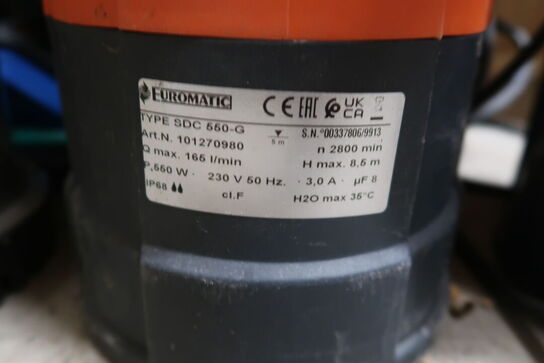 EUROMATIC CE EAC UK CA
TYPE SDC 550-G 5 m S.N.°00337806/9913
Art.N. 101270980 n 2800 min
Q max. 165 l/min H max. 8,5 m
P. 550 W · 230 V 50 Hz. · 3,0 A · µF 8
IP68 cl.F H2O max 35°C